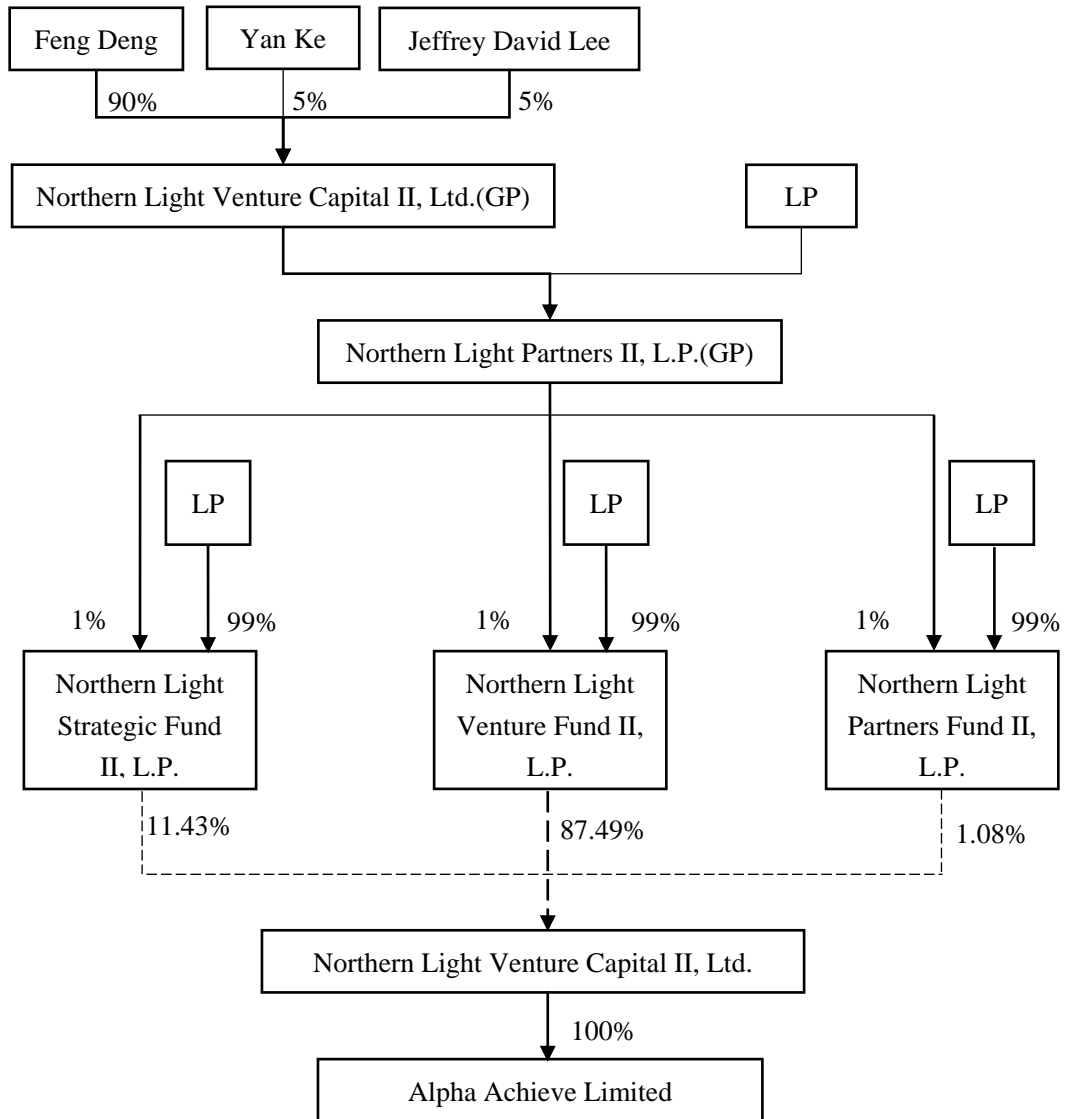 Feng Deng
Yan Ke
Jeffrey David Lee
90%
5%
5%
Northern Light Venture Capital II, Ltd.(GP)
LP
Northern Light Partners II, L.P.(GP)
LP
LP
LP
1%
99%
1%
99%
1%
99%
Northern Light
Strategic Fund
II, L.P.
Northern Light
Venture Fund II,
L.P.
Northern Light
Partners Fund II,
L.P.
11.43%
87.49%
1.08%
Northern Light Venture Capital II, Ltd.
100%
Alpha Achieve Limited